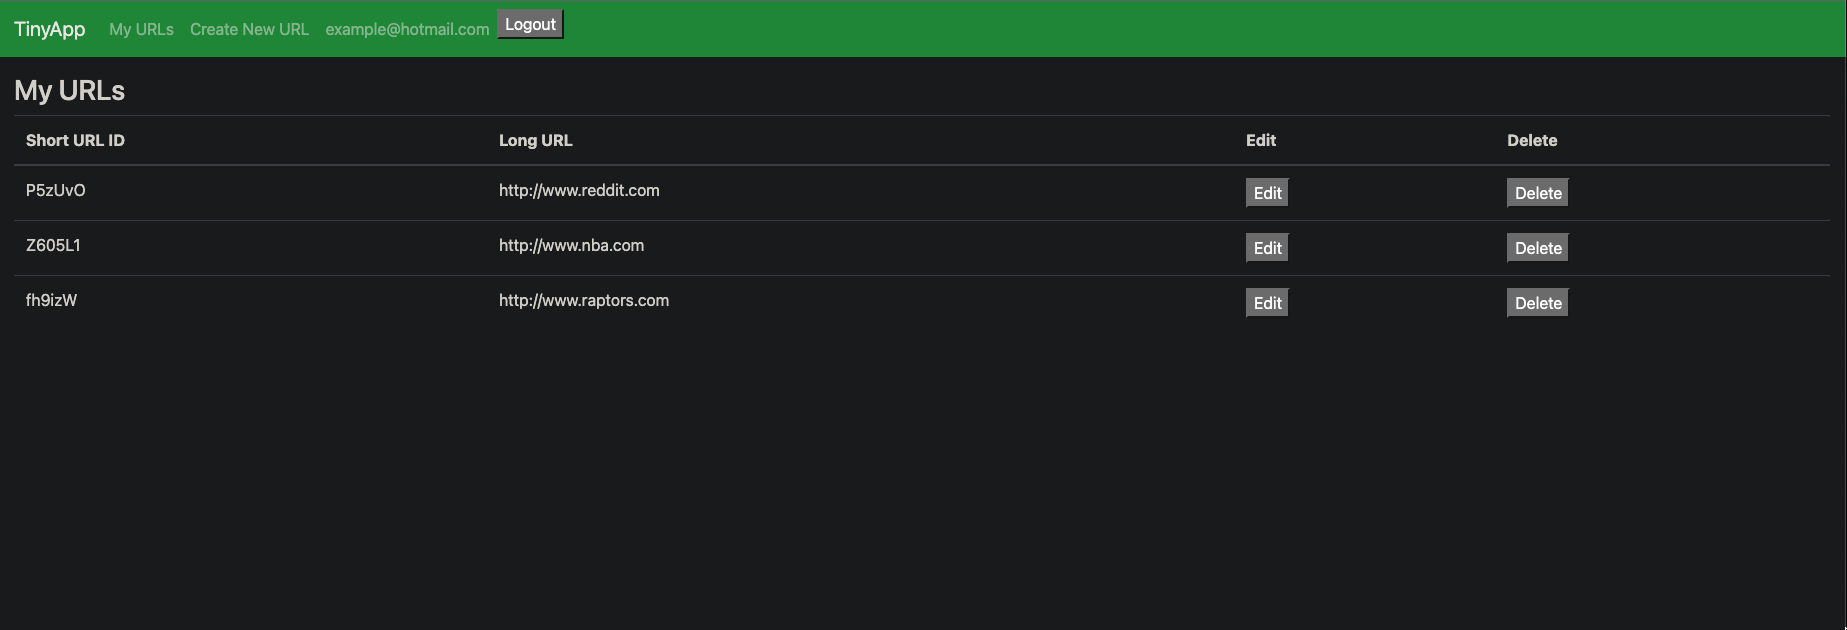 TinyApp My URLs Create New URL example@hotmail.com Logout
My URLs
Short URL ID Long URL Edit Delete
P5zUvO http://www.reddit.com Edit Delete
Z605L1 http://www.nba.com Edit Delete
fh9izW http://www.raptors.com Edit Delete